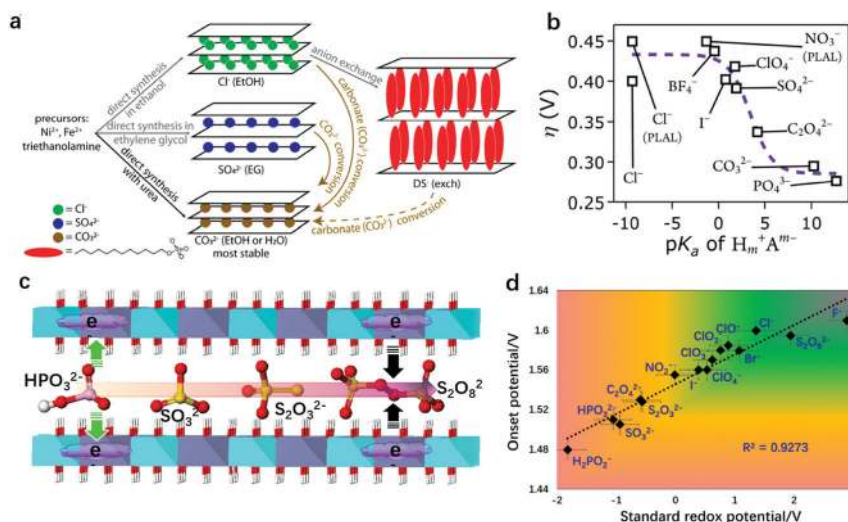 a
precursors:
Ni²⁺, Fe²⁺
triethanolamine
direct synthesis
in ethanol
direct synthesis in
ethylene glycol
direct synthesis
with urea
Cl⁻ (EtOH)
anion exchange
SO₄²⁻ (EG)
CO₃²⁻
conversion
carbonate (CO₃²⁻)
conversion
DS⁻ (exch)
carbonate (CO₃²⁻) conversion
CO₃²⁻ (EtOH or H₂O)
most stable
= Cl⁻
= SO₄²⁻
= CO₃²⁻
=
b
η (V)
0.45
0.40
0.35
0.30
0.25
NO₃⁻
(PLAL)
ClO₄⁻
BF₄⁻
SO₄²⁻
Cl⁻
(PLAL)
I⁻
C₂O₄²⁻
CO₃²⁻
Cl⁻
PO₄³⁻
-10 -5 0 5 10
pKₐ of Hₘ⁺Aᵐ⁻
c
e
e
HPO₃²⁻
SO₃²
S₂O₃²⁻
S₂O₈²
e
e
d
Onset potential/V
1.64
1.6
1.56
1.52
1.48
1.44
F⁻
Cl⁻
ClO⁻
S₂O₈²⁻
Br⁻
NO₂⁻
I⁻
ClO₄⁻
C₂O₄²⁻
S₂O₃²⁻
SO₃²⁻
H₂PO₂⁻
R² = 0.9273
-2 -1 0 1 2
Standard redox potential/V